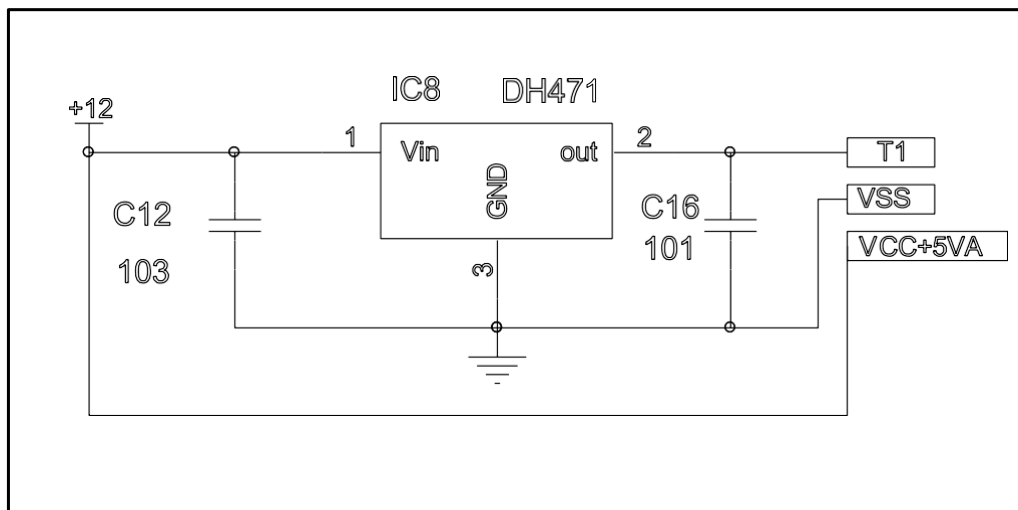 IC8 DH471
+12
1
Vin
out
2
GND
T1
C12
103
C16
101
VSS
VCC+5VA
3